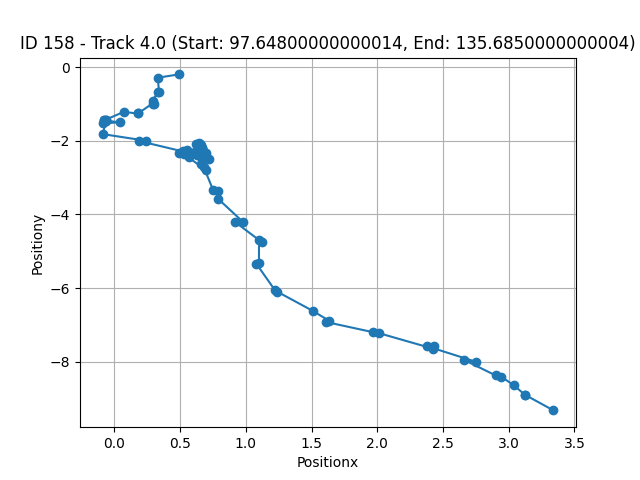 ID 158 - Track 4.0 (Start: 97.64800000000014, End: 135.6850000000004)
0
−2
−4
−6
−8
Positiony
0.0 0.5 1.0 1.5 2.0 2.5 3.0 3.5
Positionx